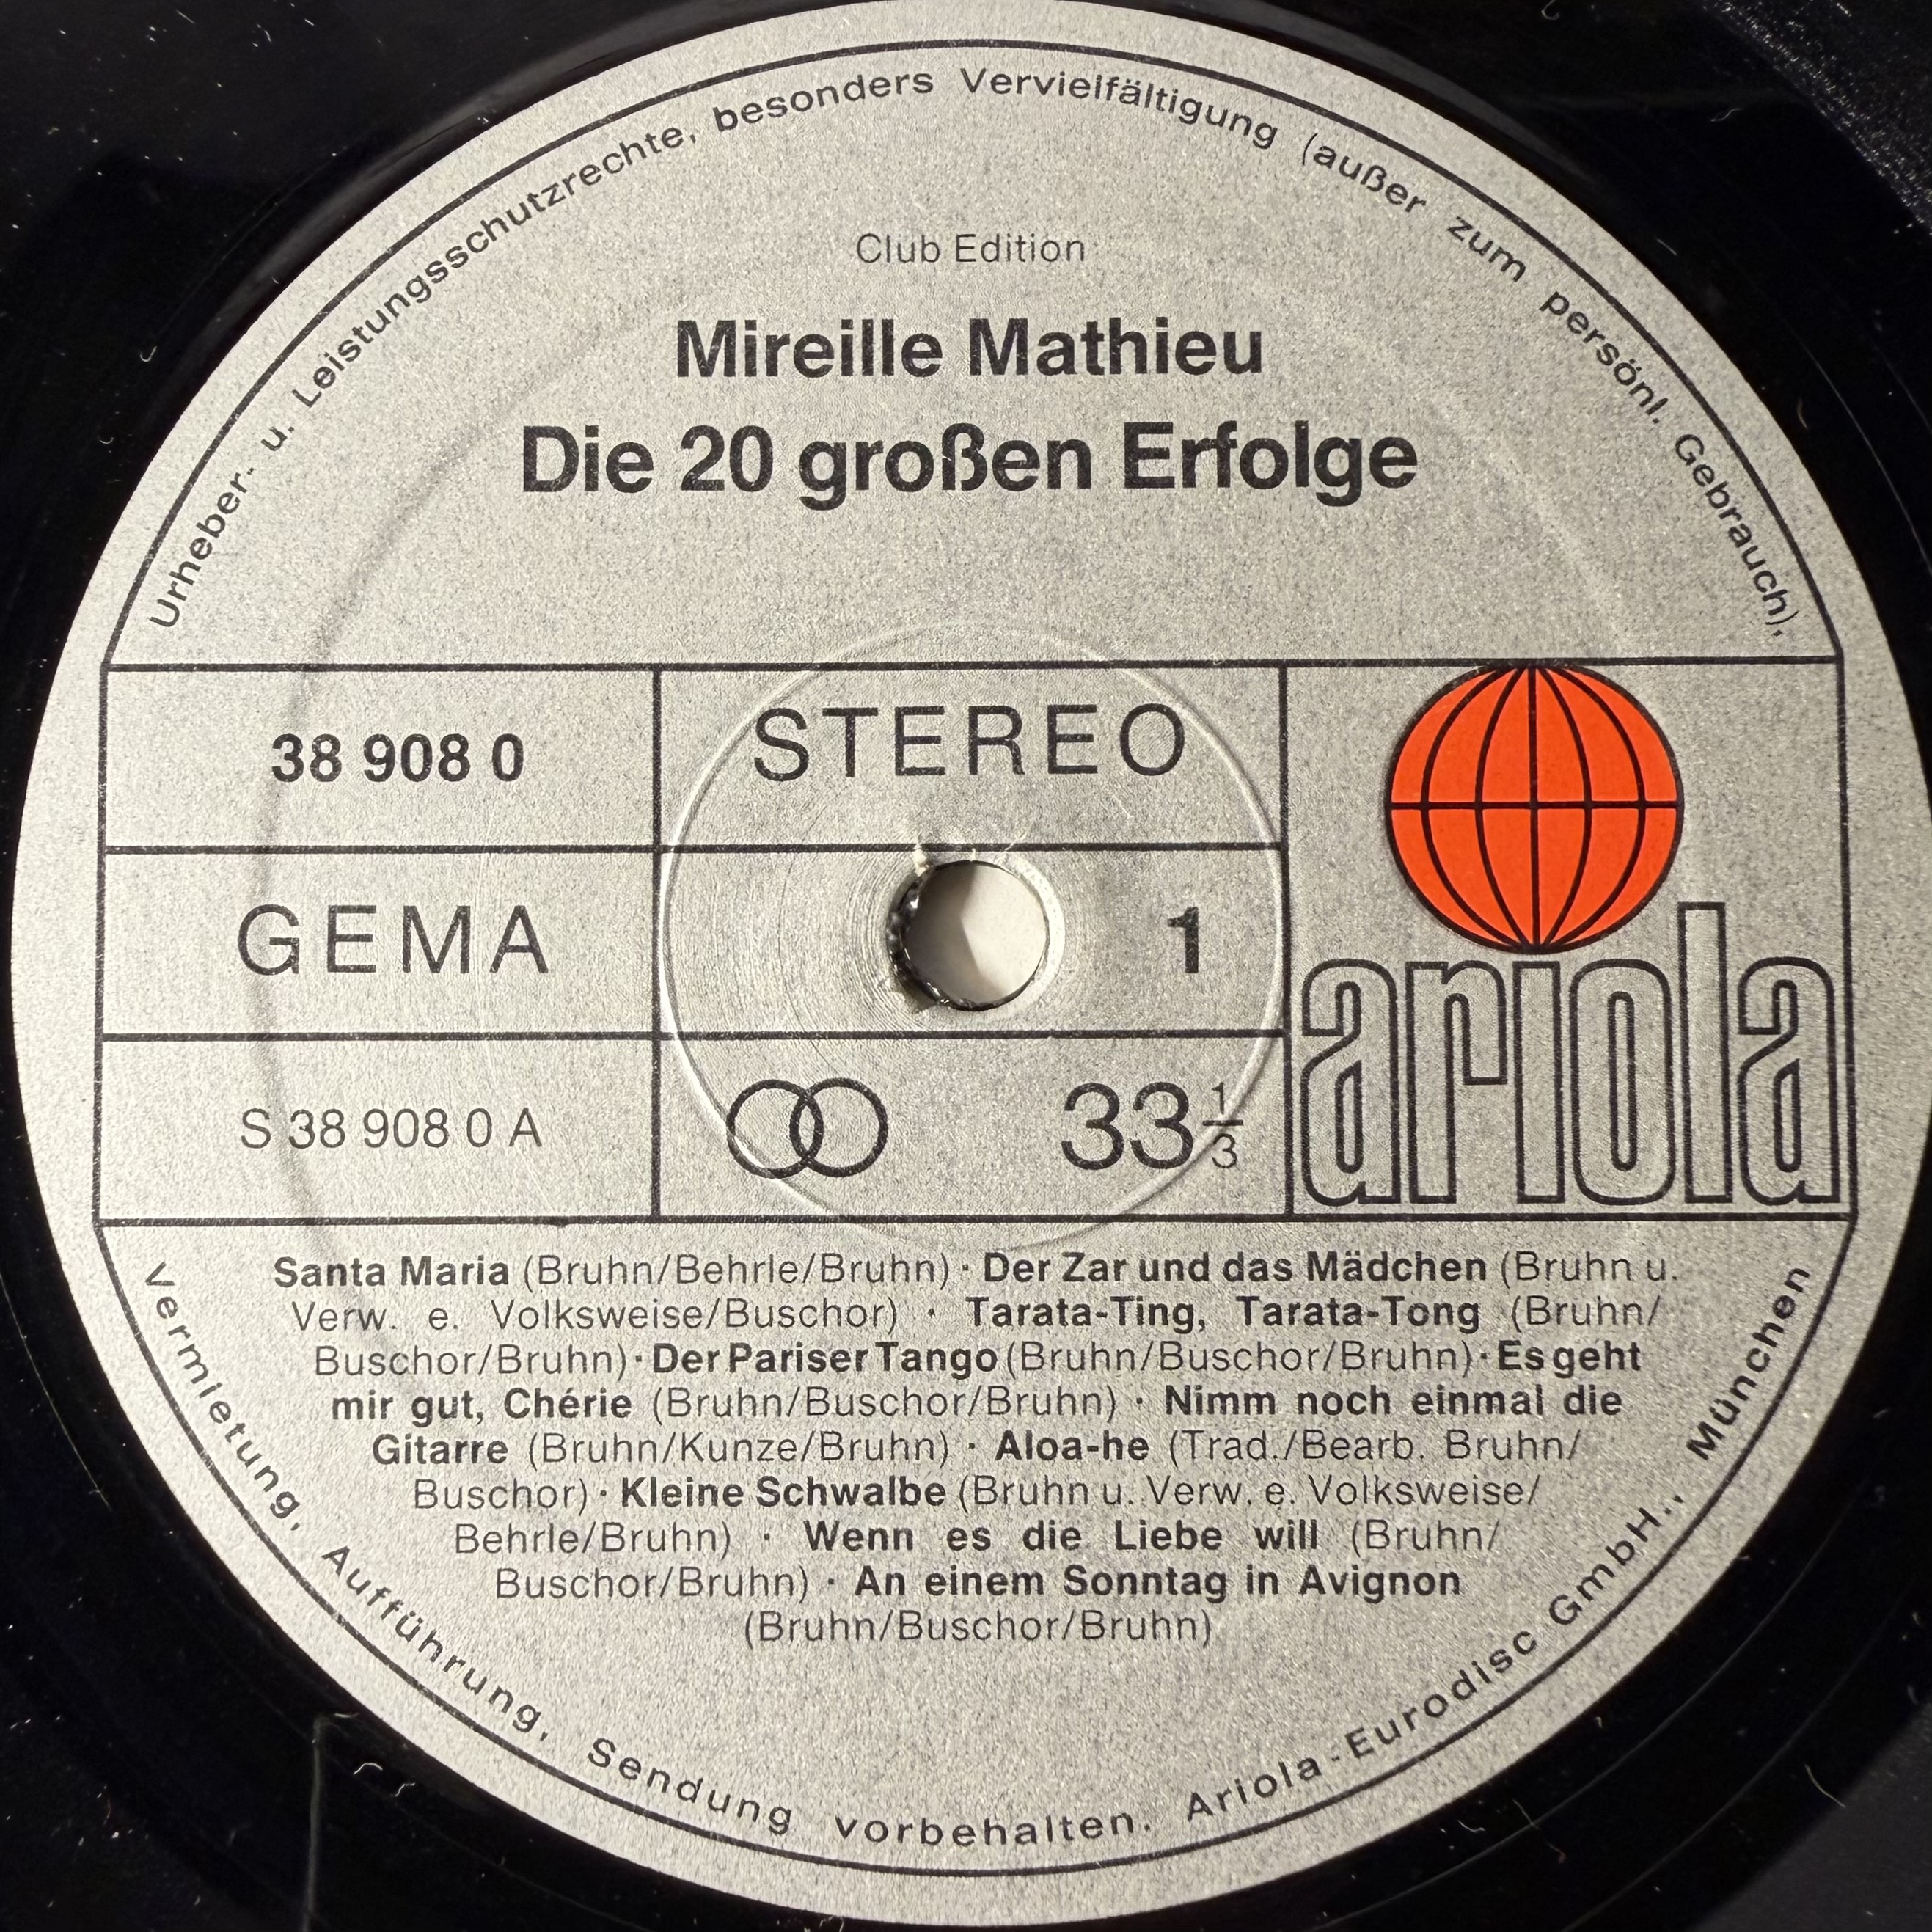 Urheber- u. Leistungsschutzrechte, besonders Vervielfältigung (außer zum persönl. Gebrauch),
Club Edition
Mireille Mathieu
Die 20 großen Erfolge
38 908 0
STEREO
GEMA
1
S 38 908 0 A
33 1/3
ariola
Santa Maria (Bruhn/Behrle/Bruhn) · Der Zar und das Mädchen (Bruhn u.
Verw. e. Volksweise/Buschor) · Tarata-Ting, Tarata-Tong (Bruhn/
Buschor/Bruhn) · Der Pariser Tango (Bruhn/Buschor/Bruhn) · Es geht
mir gut, Chérie (Bruhn/Buschor/Bruhn) · Nimm noch einmal die
Gitarre (Bruhn/Kunze/Bruhn) · Aloa-he (Trad./Bearb. Bruhn/
Buschor) · Kleine Schwalbe (Bruhn u. Verw. e. Volksweise/
Behrle/Bruhn) · Wenn es die Liebe will (Bruhn/
Buschor/Bruhn) · An einem Sonntag in Avignon
(Bruhn/Buschor/Bruhn)
Vermietung, Aufführung, Sendung vorbehalten. Ariola-Eurodisc GmbH., München